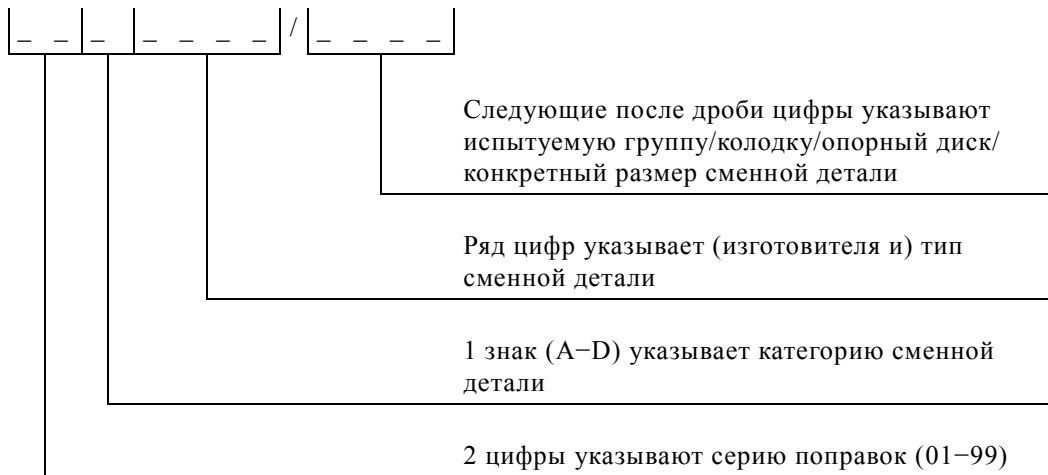 _ _ _ _ _ _ _ / _ _ _ _
Следующие после дроби цифры указывают
испытуемую группу/колодку/опорный диск/
конкретный размер сменной детали
Ряд цифр указывает (изготовителя и) тип
сменной детали
1 знак (A−D) указывает категорию сменной
детали
2 цифры указывают серию поправок (01−99)